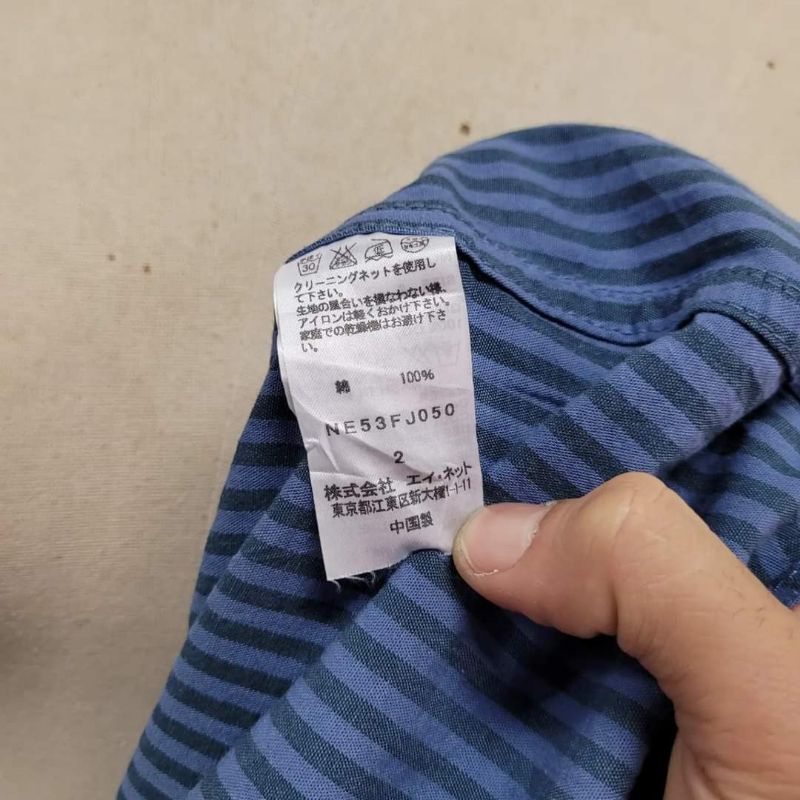 30
クリーニングネットを使用し
て下さい。
生地の風合いを損なわない様、
アイロンは軽くおかけ下さい。
家庭での乾燥機はお避け下さ
い。
綿 100%
NE53FJ050
2
株式会社 エイ・ネット
東京都江東区新大橋1-1-11
中国製